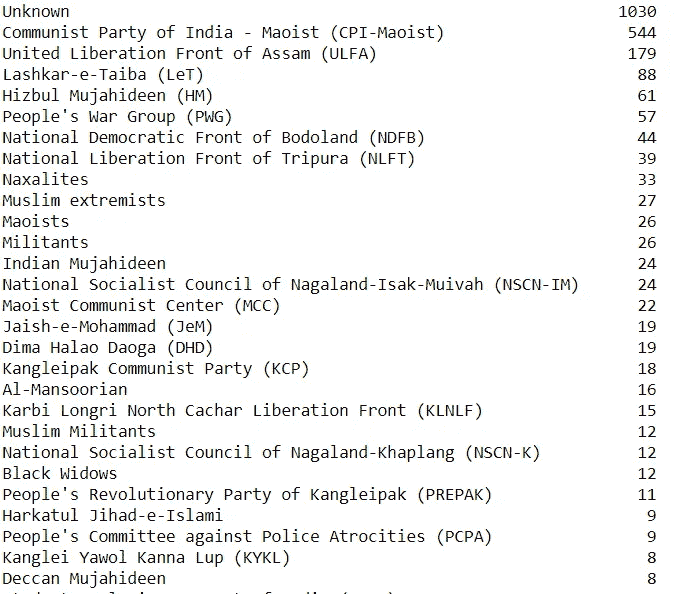 Unknown 1030
Communist Party of India - Maoist (CPI-Maoist) 544
United Liberation Front of Assam (ULFA) 179
Lashkar-e-Taiba (LeT) 88
Hizbul Mujahideen (HM) 61
People's War Group (PWG) 57
National Democratic Front of Bodoland (NDFB) 44
National Liberation Front of Tripura (NLFT) 39
Naxalites 33
Muslim extremists 27
Maoists 26
Militants 26
Indian Mujahideen 24
National Socialist Council of Nagaland-Isak-Muivah (NSCN-IM) 24
Maoist Communist Center (MCC) 22
Jaish-e-Mohammad (JeM) 19
Dima Halao Daoga (DHD) 19
Kangleipak Communist Party (KCP) 18
Al-Mansoorian 16
Karbi Longri North Cachar Liberation Front (KLNLF) 15
Muslim Militants 12
National Socialist Council of Nagaland-Khaplang (NSCN-K) 12
Black Widows 12
People's Revolutionary Party of Kangleipak (PREPAK) 11
Harkatul Jihad-e-Islami 9
People's Committee against Police Atrocities (PCPA) 9
Kanglei Yawol Kanna Lup (KYKL) 8
Deccan Mujahideen 8